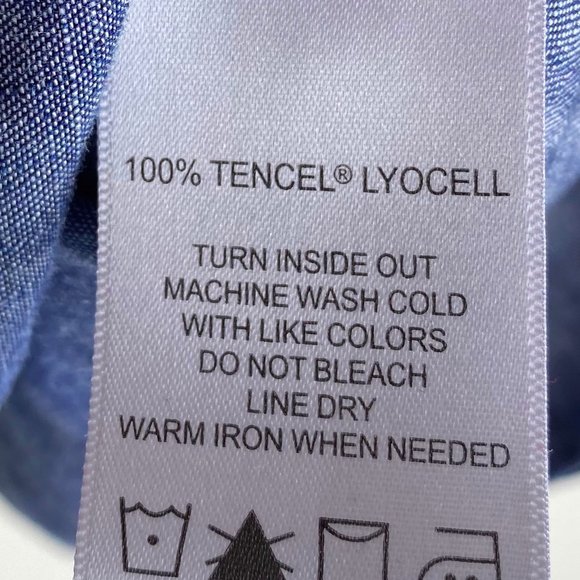 100% TENCEL® LYOCELL
TURN INSIDE OUT
MACHINE WASH COLD
WITH LIKE COLORS
DO NOT BLEACH
LINE DRY
WARM IRON WHEN NEEDED